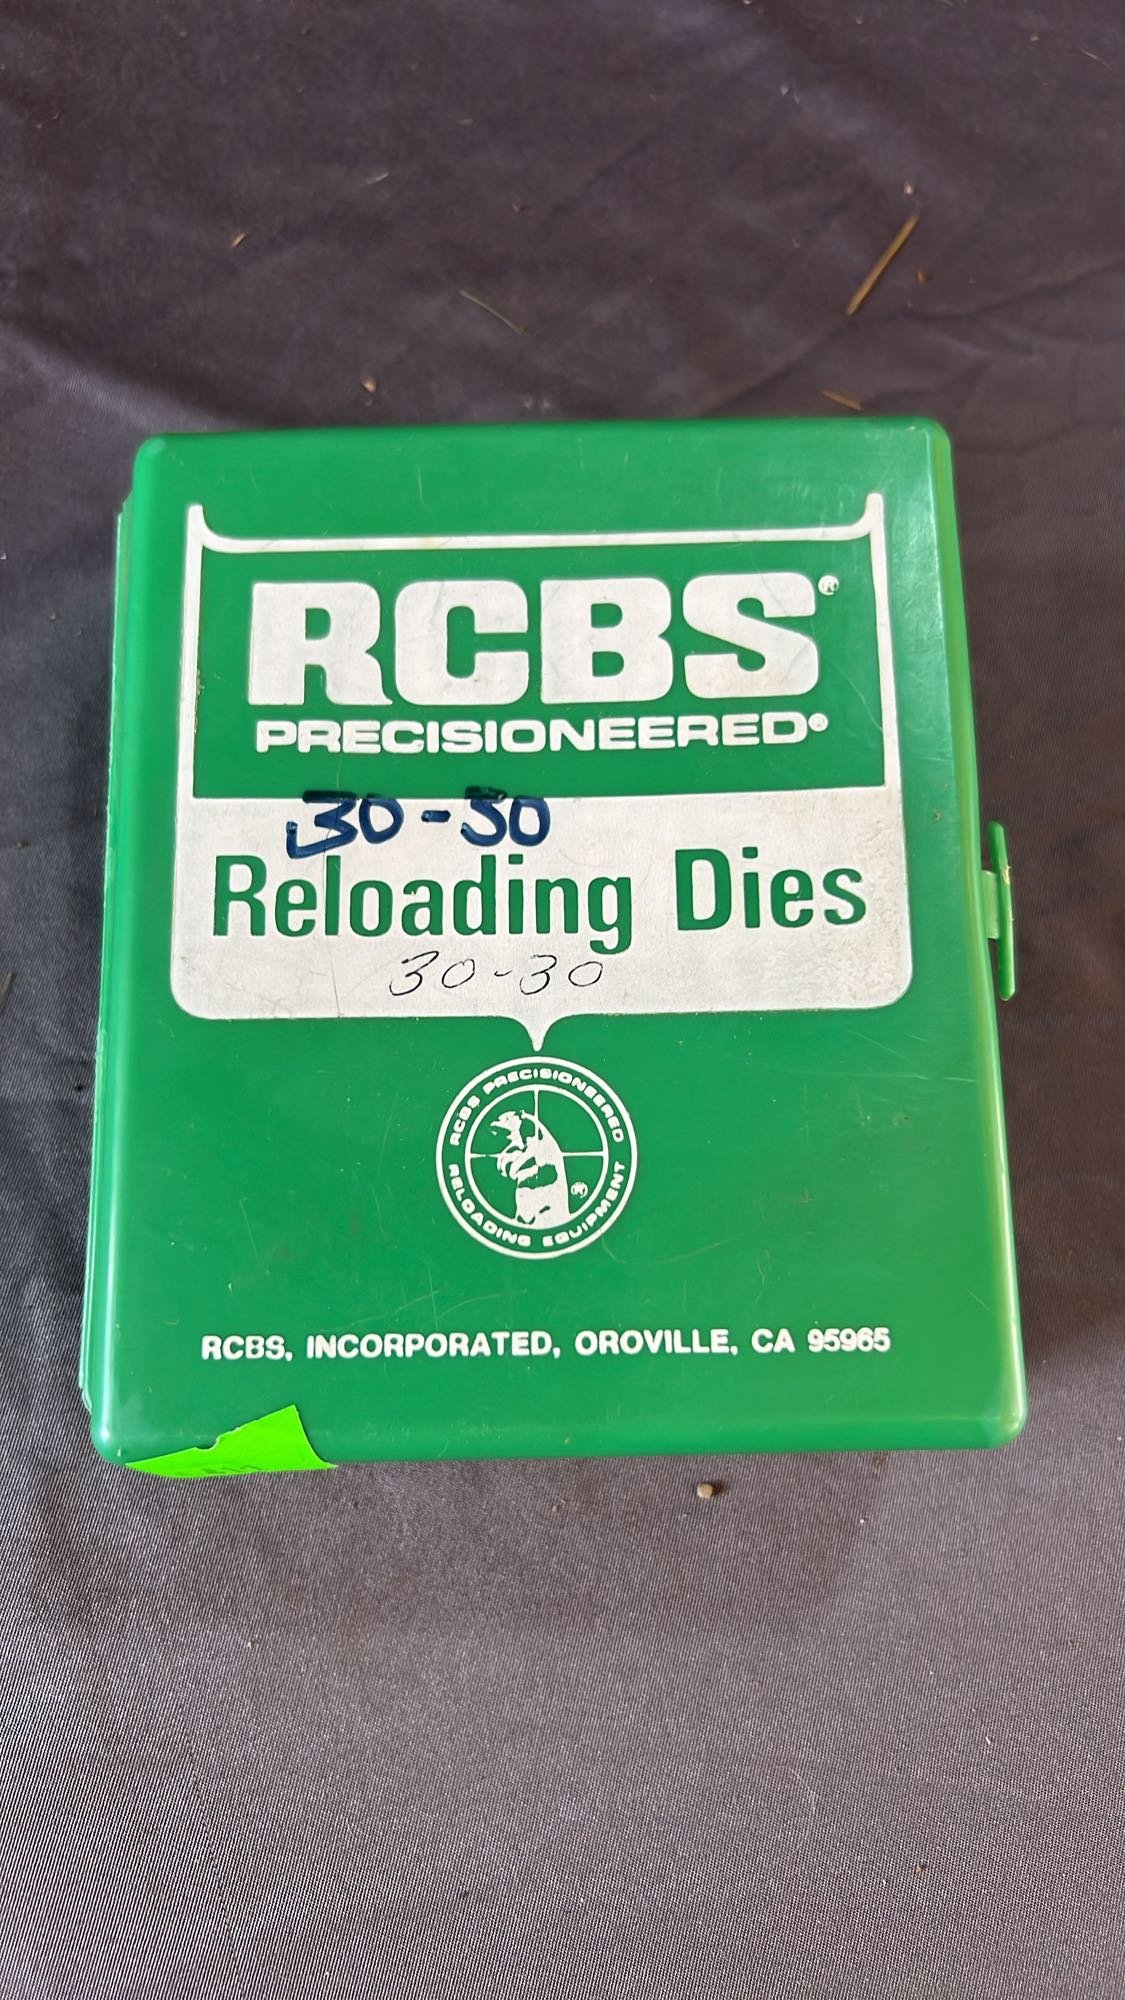 RCBS®
PRECISIONEERED®
30-30
Reloading Dies
30-30
RCBS PRECISIONEERED
RELOADING EQUIPMENT
®
RCBS, INCORPORATED, OROVILLE, CA 95965